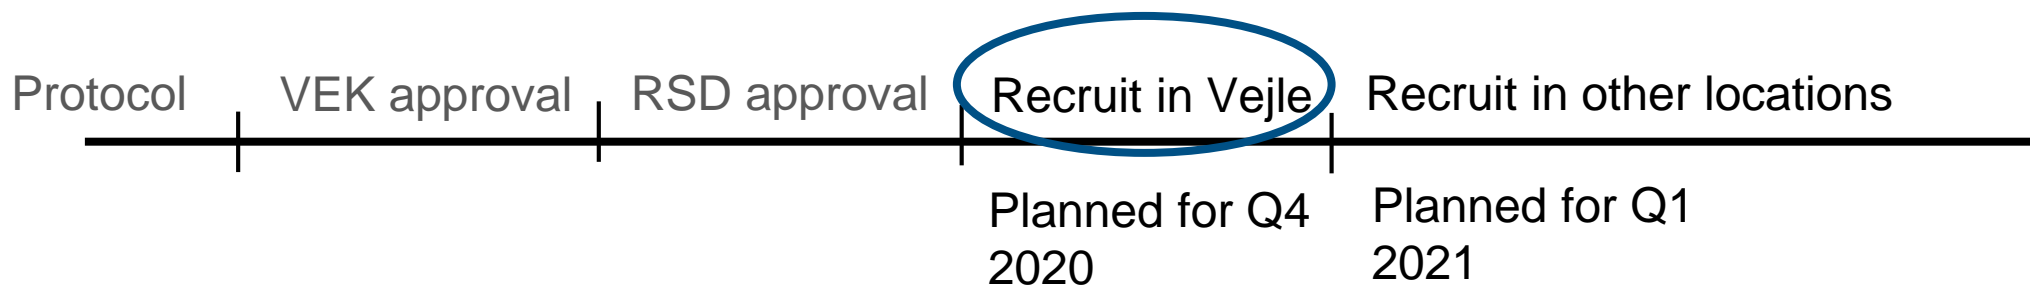 Protocol
VEK approval
RSD approval
Recruit in Vejle
Recruit in other locations
Planned for Q4
2020
Planned for Q1
2021